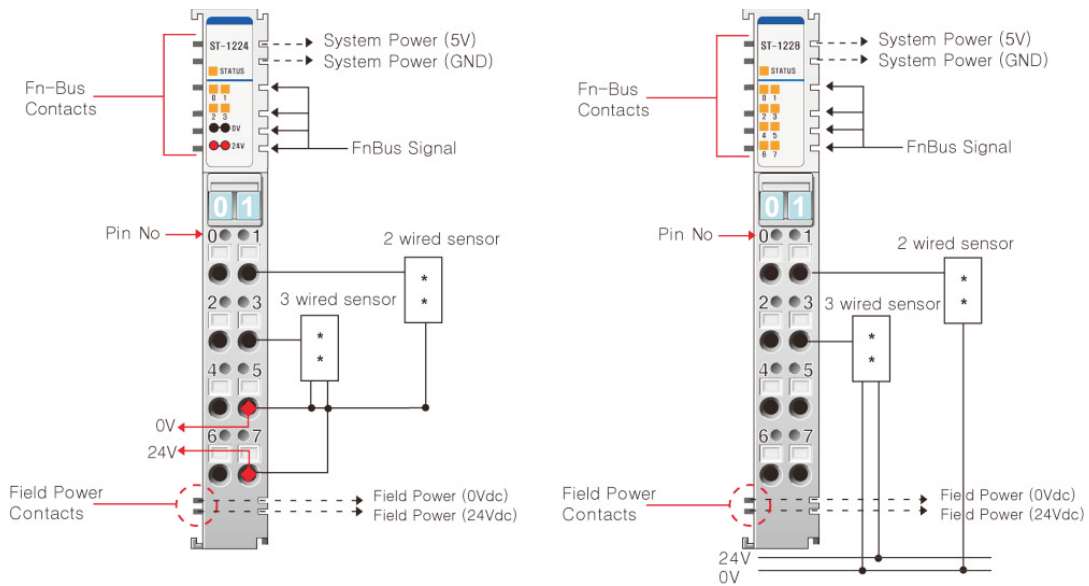 ST-1224
STATUS
0 1
2 3
0V
24V
System Power (5V)
System Power (GND)
Fn-Bus
Contacts
FnBus Signal
01
Pin No
0 1
2 wired sensor
*
*
2 3
3 wired sensor
*
*
4 5
0V
6 7
24V
Field Power
Contacts
Field Power (0Vdc)
Field Power (24Vdc)
ST-1228
STATUS
0 1
2 3
4 5
6 7
System Power (5V)
System Power (GND)
Fn-Bus
Contacts
FnBus Signal
01
Pin No
0 1
2 wired sensor
*
*
2 3
3 wired sensor
*
*
4 5
6 7
Field Power
Contacts
Field Power (0Vdc)
Field Power (24Vdc)
24V
0V